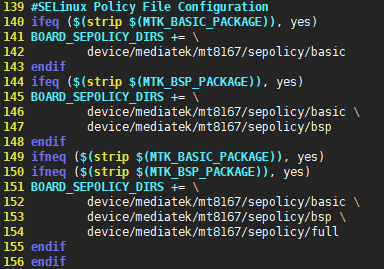 139 #SELinux Policy File Configuration
140 ifeq ($(strip $(MTK_BASIC_PACKAGE)), yes)
141 BOARD_SEPOLICY_DIRS += \
142         device/mediatek/mt8167/sepolicy/basic
143 endif
144 ifeq ($(strip $(MTK_BSP_PACKAGE)), yes)
145 BOARD_SEPOLICY_DIRS += \
146         device/mediatek/mt8167/sepolicy/basic \
147         device/mediatek/mt8167/sepolicy/bsp
148 endif
149 ifneq ($(strip $(MTK_BASIC_PACKAGE)), yes)
150 ifneq ($(strip $(MTK_BSP_PACKAGE)), yes)
151 BOARD_SEPOLICY_DIRS += \
152         device/mediatek/mt8167/sepolicy/basic \
153         device/mediatek/mt8167/sepolicy/bsp \
154         device/mediatek/mt8167/sepolicy/full
155 endif
156 endif